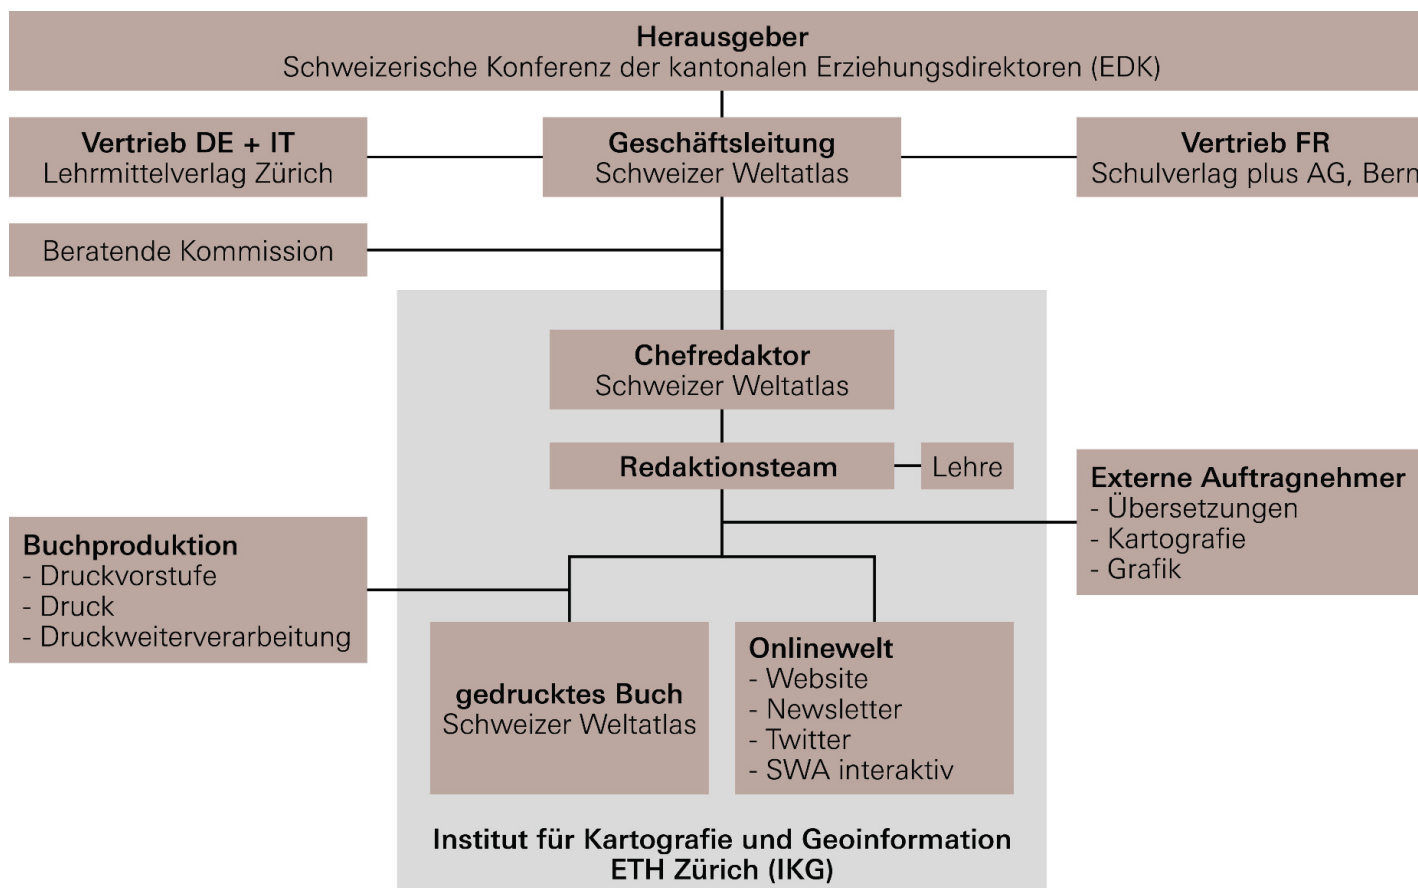 Herausgeber
Schweizerische Konferenz der kantonalen Erziehungsdirektoren (EDK)
Vertrieb DE + IT
Lehrmittelverlag Zürich
Geschäftsleitung
Schweizer Weltatlas
Vertrieb FR
Schulverlag plus AG, Bern
Beratende Kommission
Chefredaktor
Schweizer Weltatlas
Redaktionsteam
Lehre
Externe Auftragnehmer
- Übersetzungen
- Kartografie
- Grafik
Buchproduktion
- Druckvorstufe
- Druck
- Druckweiterverarbeitung
gedrucktes Buch
Schweizer Weltatlas
Onlinewelt
- Website
- Newsletter
- Twitter
- SWA interaktiv
Institut für Kartografie und Geoinformation
ETH Zürich (IKG)